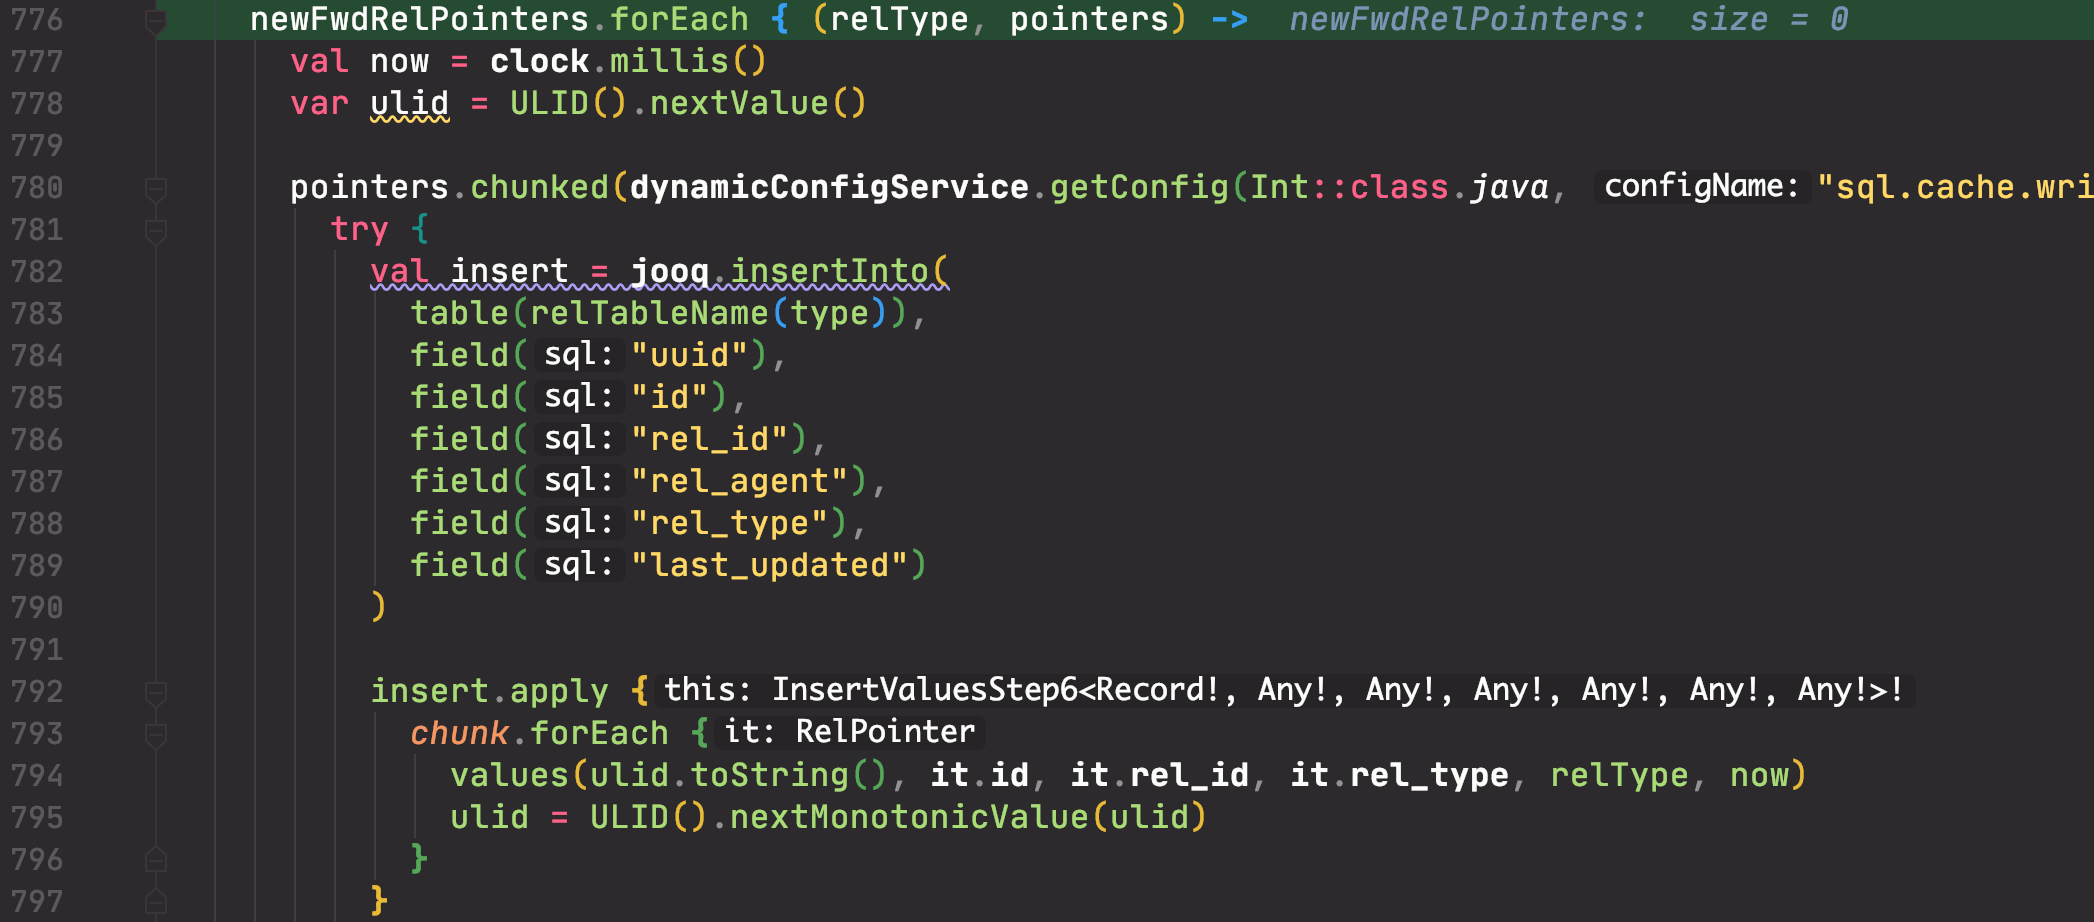 776 newFwdRelPointers.forEach { (relType, pointers) -> newFwdRelPointers: size = 0
777 val now = clock.millis()
778 var ulid = ULID().nextValue()
779
780 pointers.chunked(dynamicConfigService.getConfig(Int::class.java, configName: "sql.cache.wri
781 try {
782 val insert = jooq.insertInto(
783 table(relTableName(type)),
784 field( sql: "uuid"),
785 field( sql: "id"),
786 field( sql: "rel_id"),
787 field( sql: "rel_agent"),
788 field( sql: "rel_type"),
789 field( sql: "last_updated")
790 )
791
792 insert.apply { this: InsertValuesStep6<Record!, Any!, Any!, Any!, Any!, Any!, Any!>!
793 chunk.forEach { it: RelPointer
794 values(ulid.toString(), it.id, it.rel_id, it.rel_type, relType, now)
795 ulid = ULID().nextMonotonicValue(ulid)
796 }
797 }